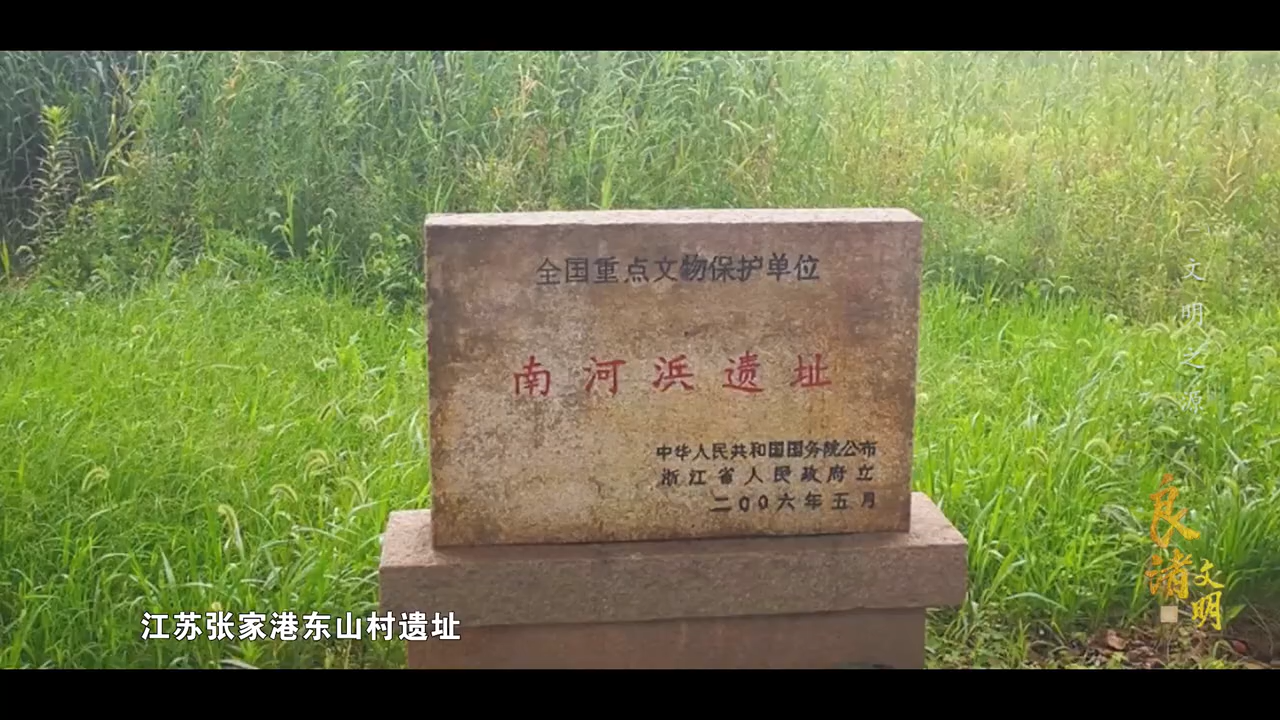 全国重点文物保护单位
南河浜遗址
中华人民共和国国务院公布
浙江省人民政府立
二00六年五月
文明之源
良渚
文明
江苏张家港东山村遗址